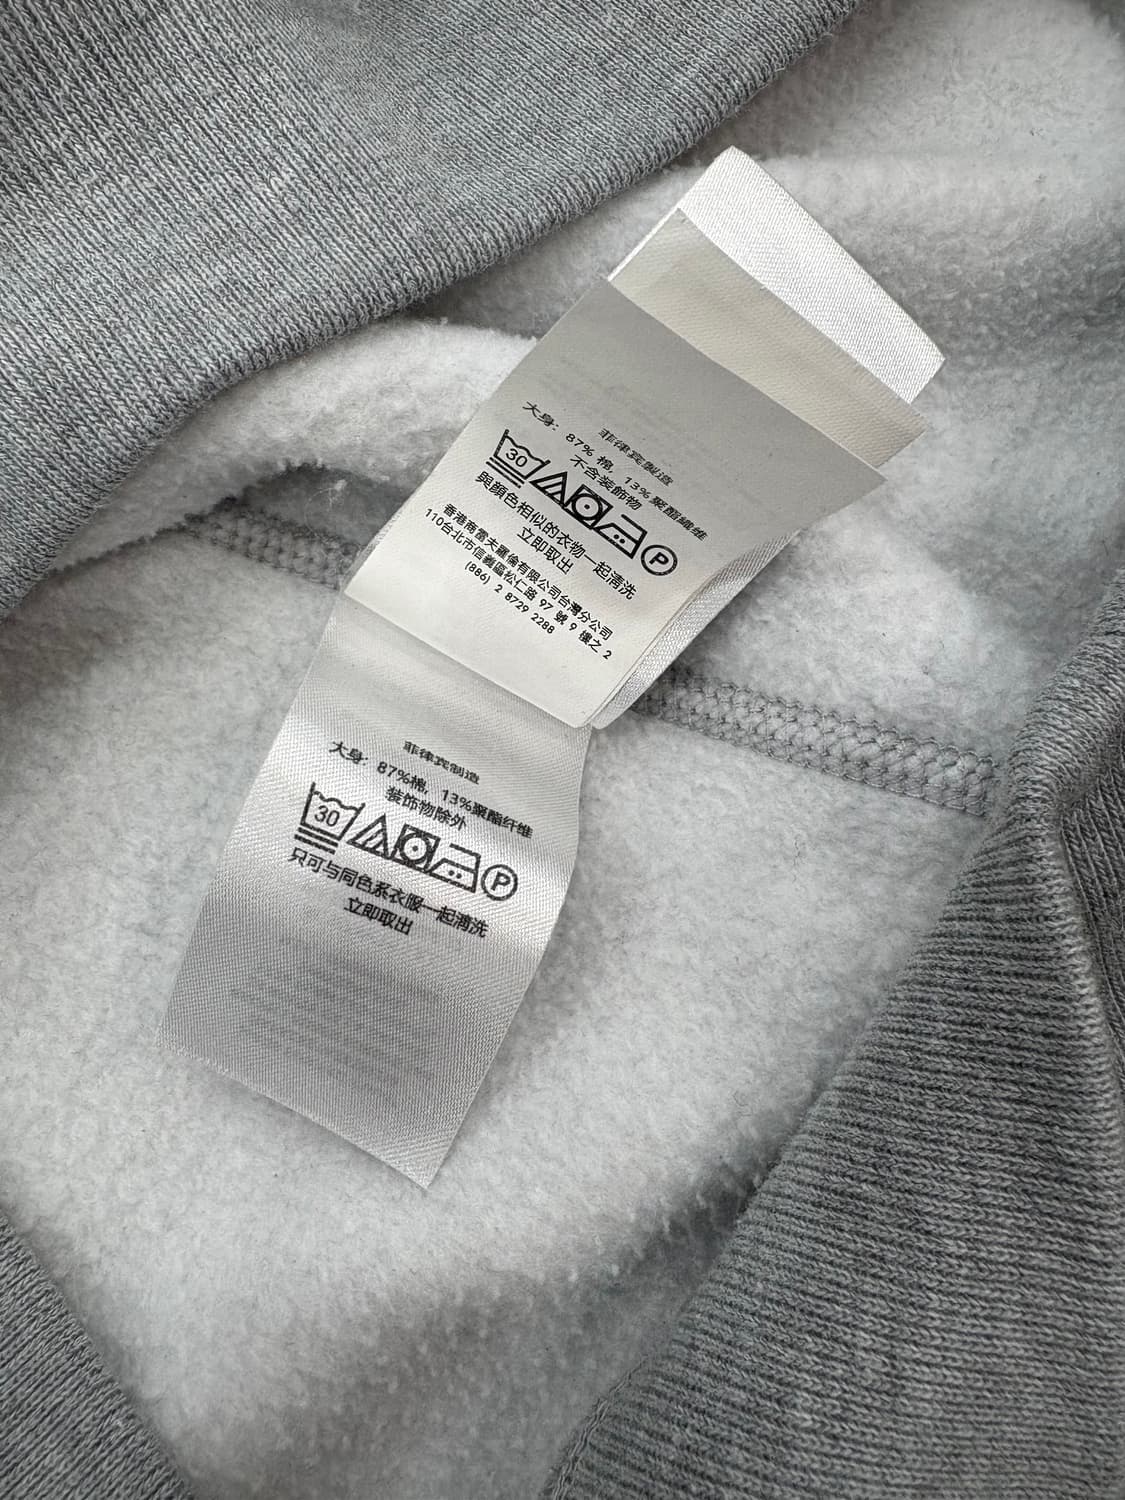 菲律賓製造
大身: 87% 棉, 13% 聚酯纖維
不含裝飾物
30 P
與顏色相似的衣物一起清洗
立即取出
香港商雷夫羅倫有限公司台灣分公司
110台北市信義區松仁路 97 號 9 樓之 2
(886) 2 8729 2288
菲律宾制造
大身: 87%棉, 13%聚酯纤维
装饰物除外
30 P
只可与同色系衣服一起清洗
立即取出